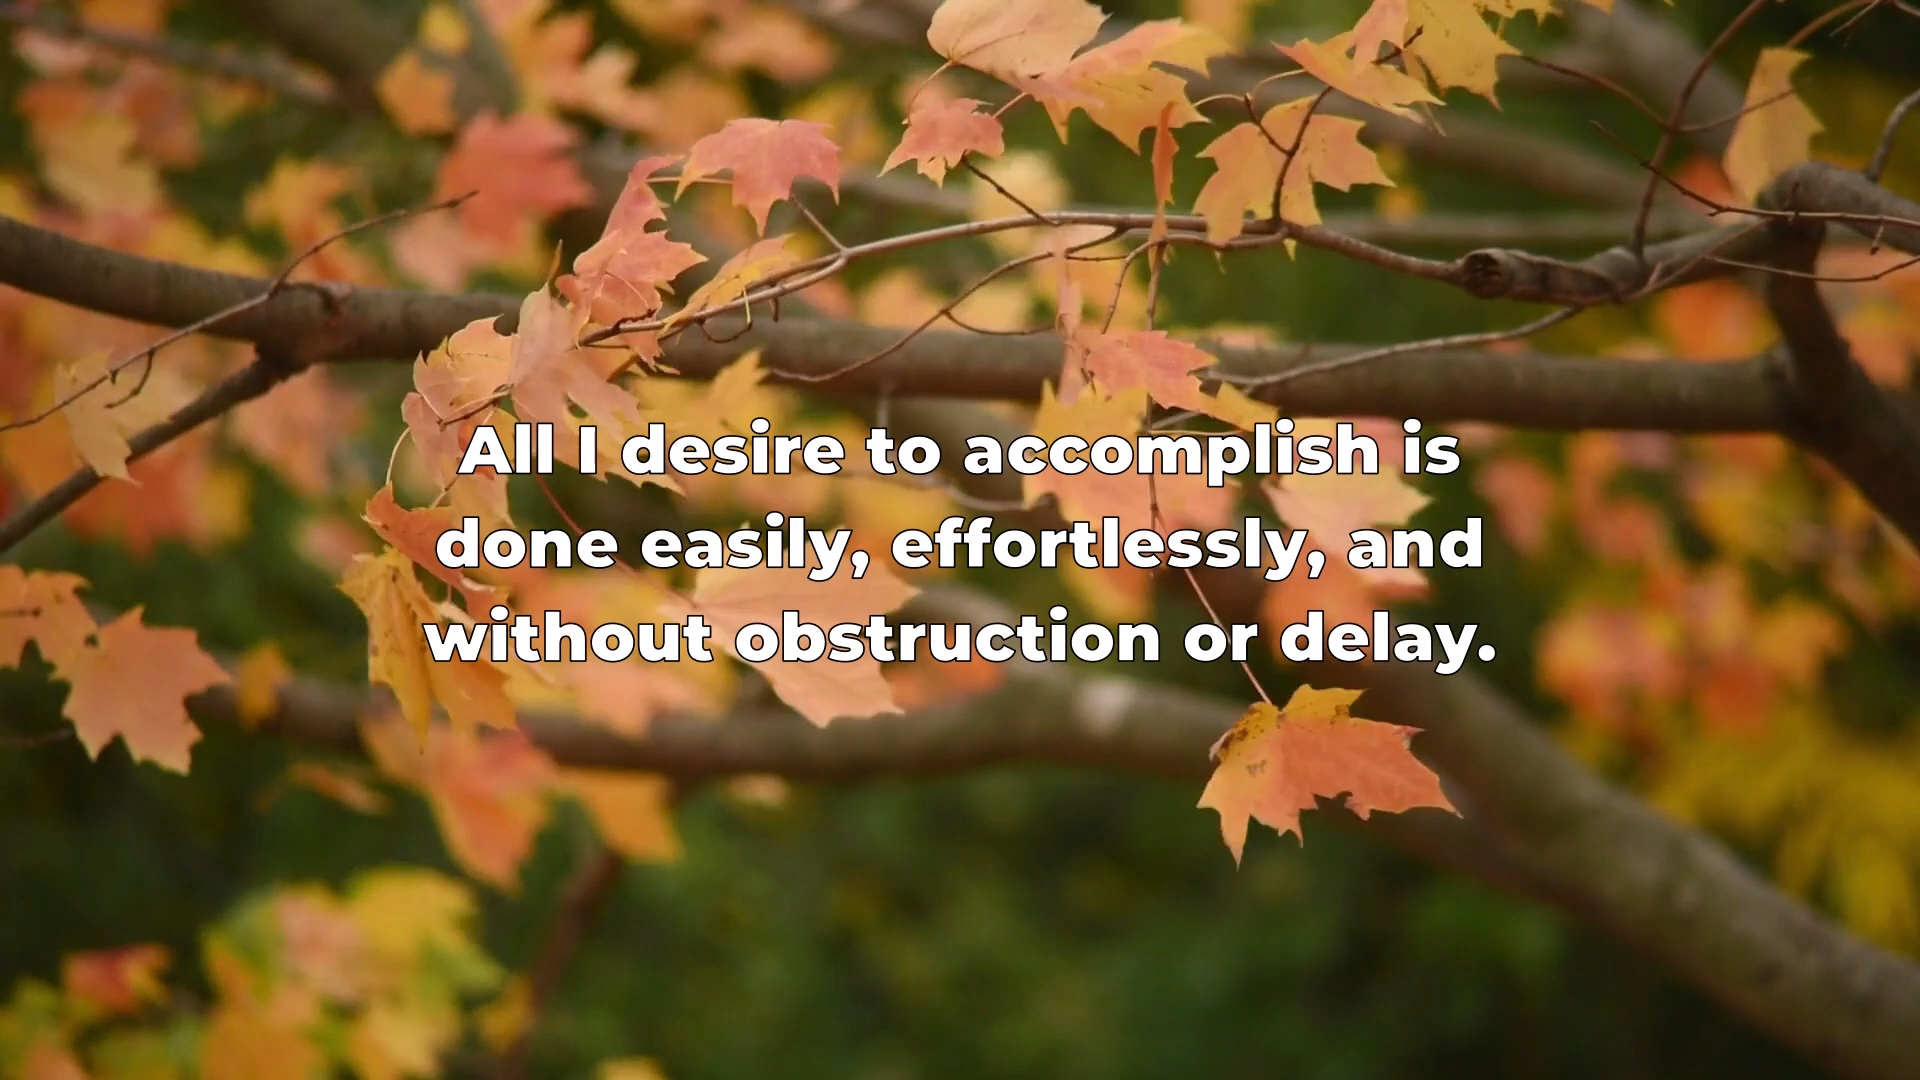 All I desire to accomplish is
done easily, effortlessly, and
without obstruction or delay.